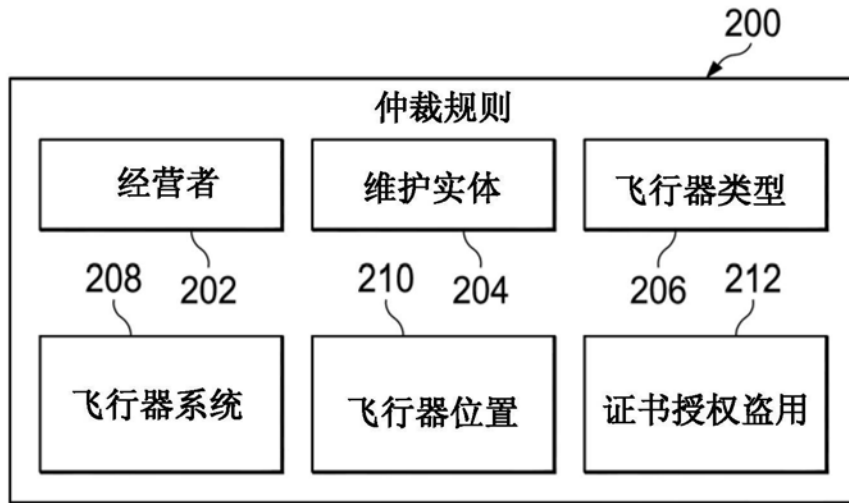 200
仲裁规则
经营者 维护实体 飞行器类型
208 202 210 204 206 212
飞行器系统 飞行器位置 证书授权盗用